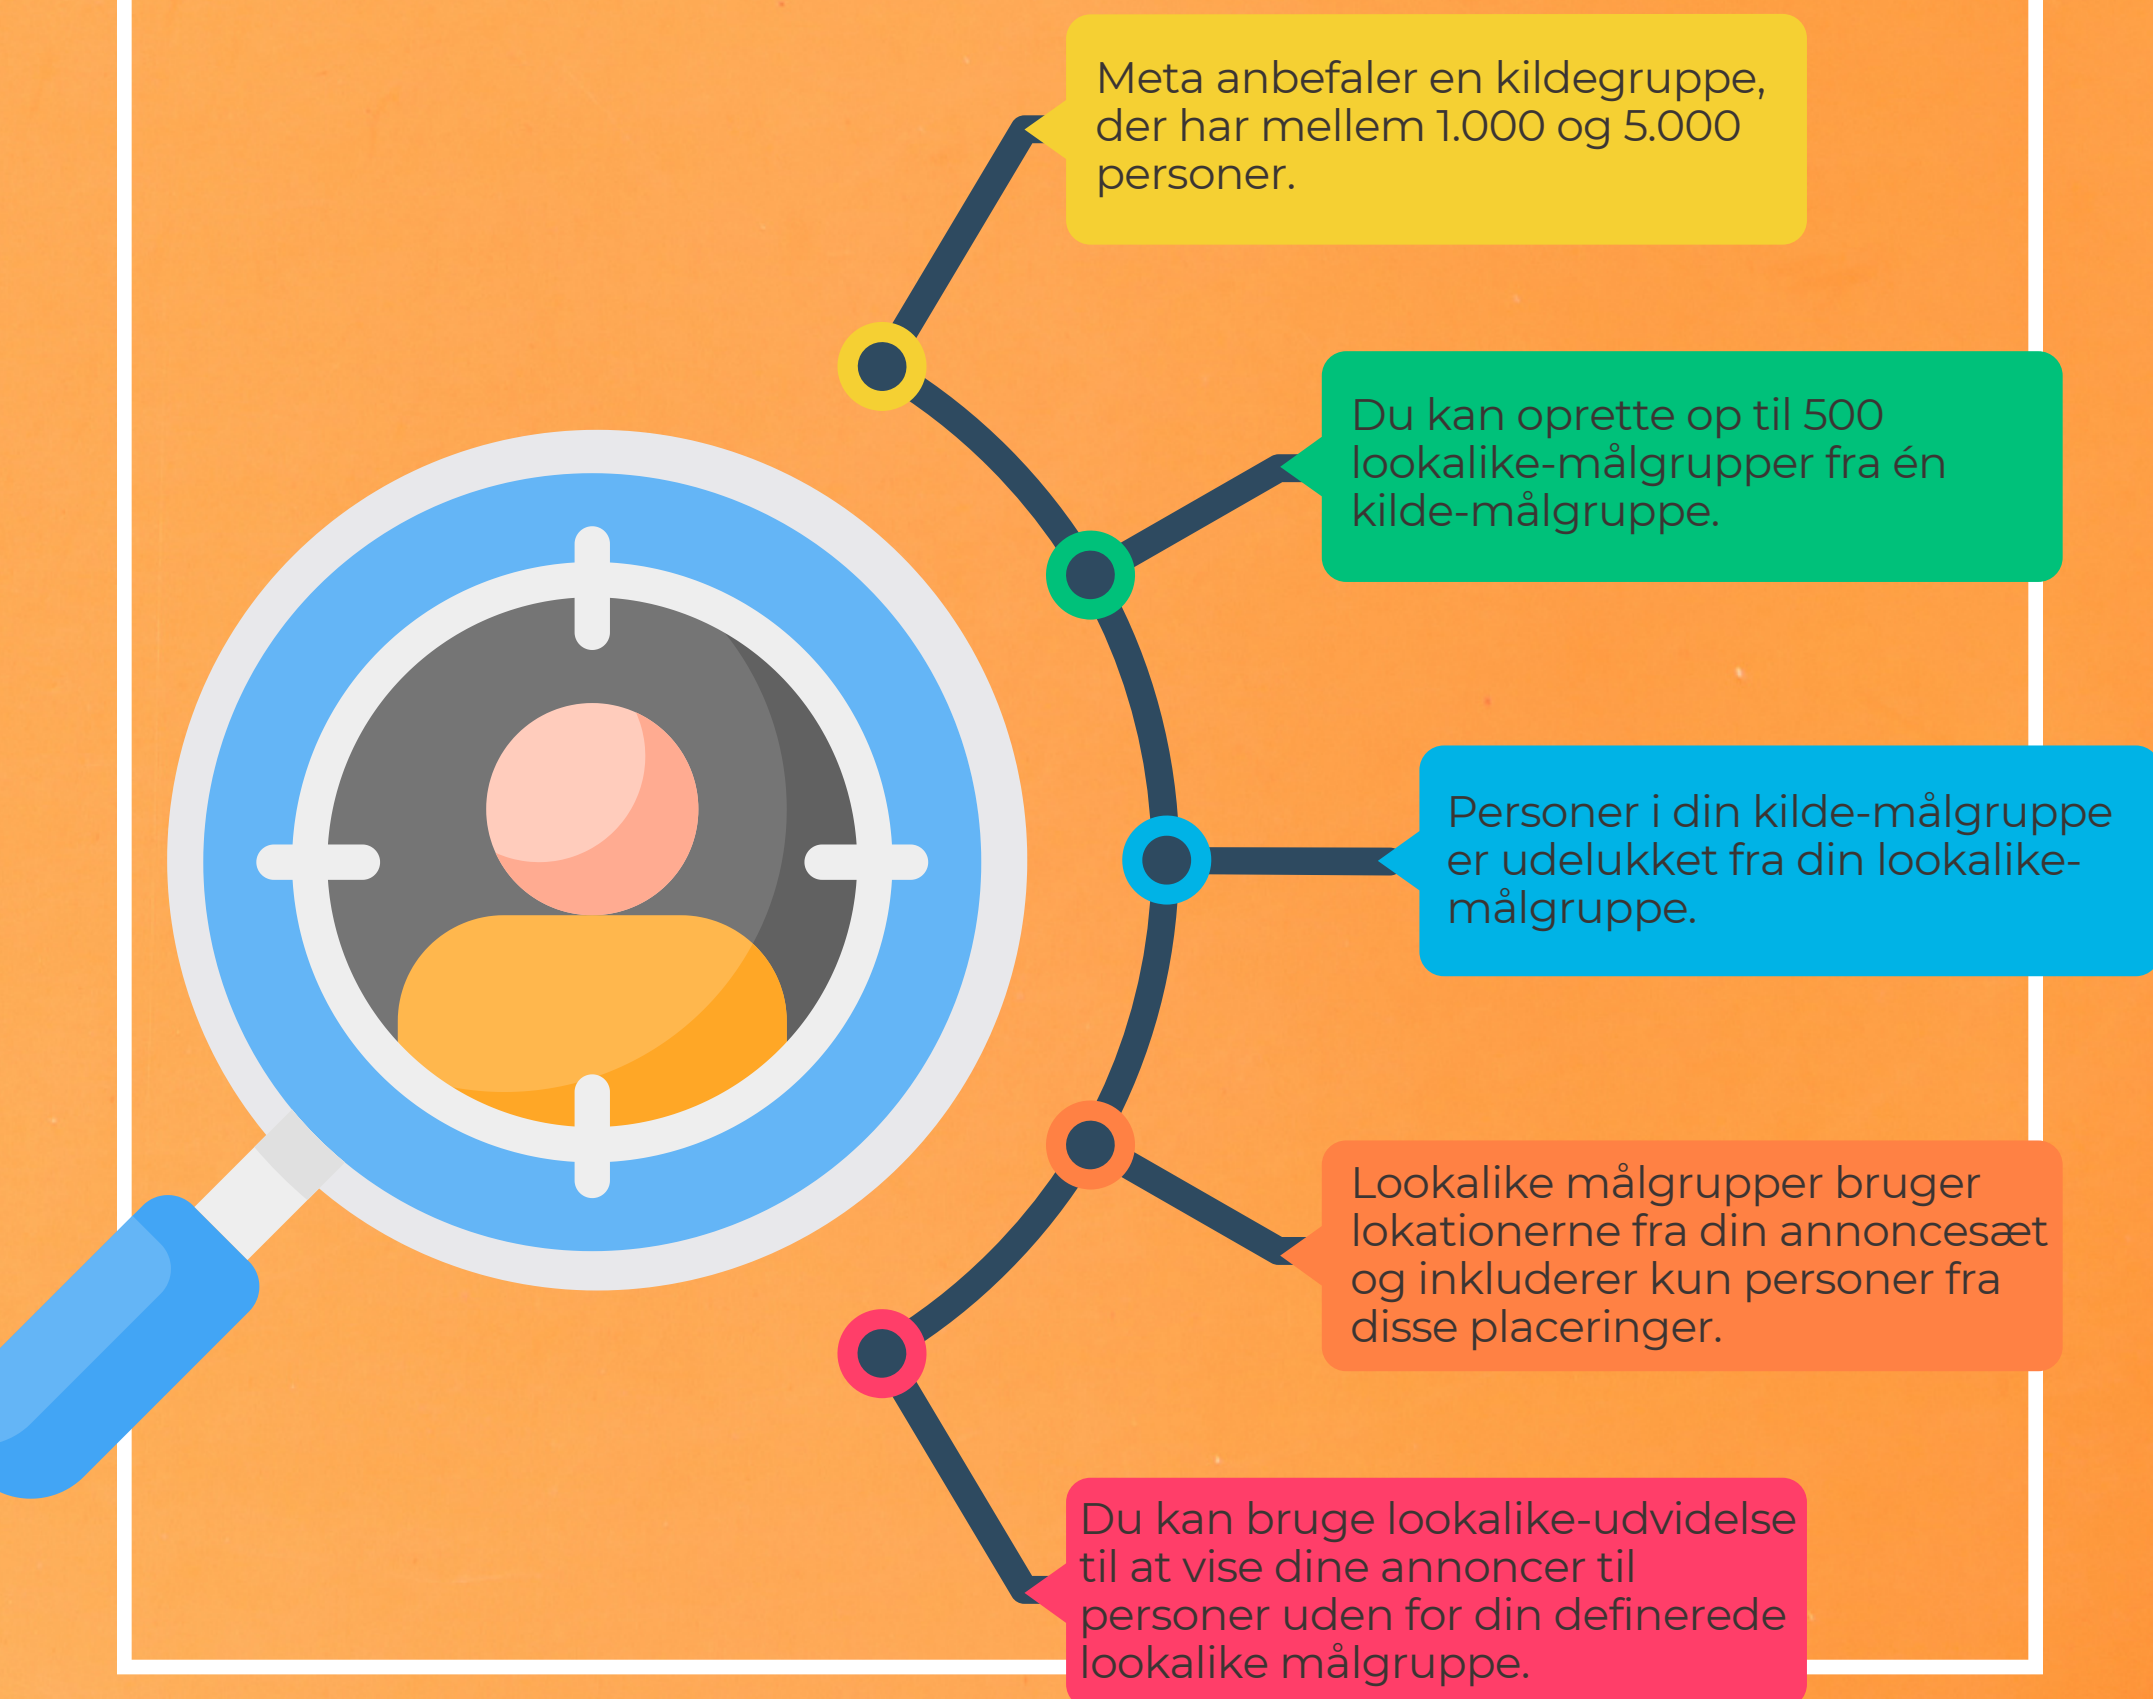 Meta anbefaler en kildegruppe,
der har mellem 1.000 og 5.000
personer.
Du kan oprette op til 500
lookalike-målgrupper fra én
kilde-målgruppe.
Personer i din kilde-målgruppe
er udelukket fra din lookalike-
målgruppe.
Lookalike målgrupper bruger
lokationerne fra din annoncesæt
og inkluderer kun personer fra
disse placeringer.
Du kan bruge lookalike-udvidelse
til at vise dine annoncer til
personer uden for din definerede
lookalike målgruppe.